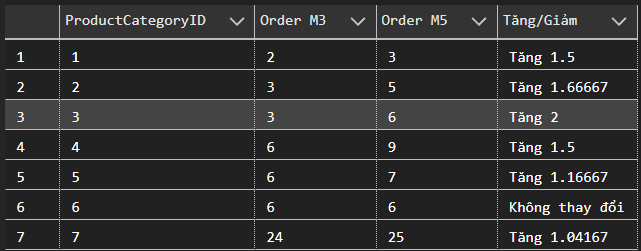 ProductCategoryID Order M3 Order M5 Tăng/Giảm
1 1 2 3 Tăng 1.5
2 2 3 5 Tăng 1.66667
3 3 3 6 Tăng 2
4 4 6 9 Tăng 1.5
5 5 6 7 Tăng 1.16667
6 6 6 6 Không thay đổi
7 7 24 25 Tăng 1.04167